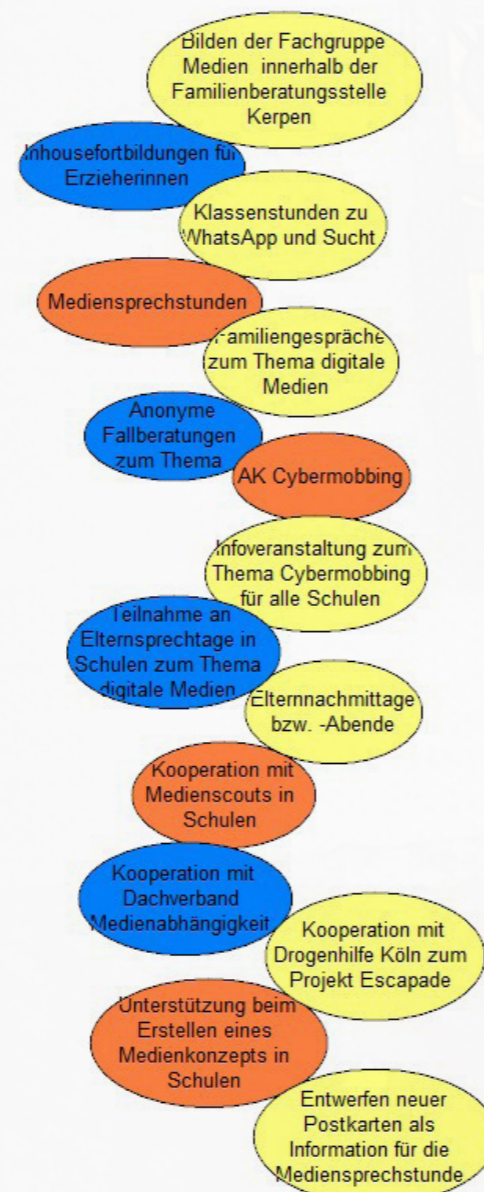 Bilden der Fachgruppe
Medien innerhalb der
Familienberatungsstelle
Kerpen
Inhousefortbildungen für
Erzieherinnen
Klassenstunden zu
WhatsApp und Sucht
Mediensprechstunden
Familiengespräche
zum Thema digitale
Medien
Anonyme
Fallberatungen
zum Thema
AK Cybermobbing
Infoveranstaltung zum
Thema Cybermobbing
für alle Schulen
Teilnahme an
Elternsprechtage in
Schulen zum Thema
digitale Medien
Elternnachmittage
bzw. -Abende
Kooperation mit
Medienscouts in
Schulen
Kooperation mit
Dachverband
Medienabhängigkeit
Kooperation mit
Drogenhilfe Köln zum
Projekt Escapade
Unterstützung beim
Erstellen eines
Medienkonzepts in
Schulen
Entwerfen neuer
Postkarten als
Information für die
Mediensprechstunde